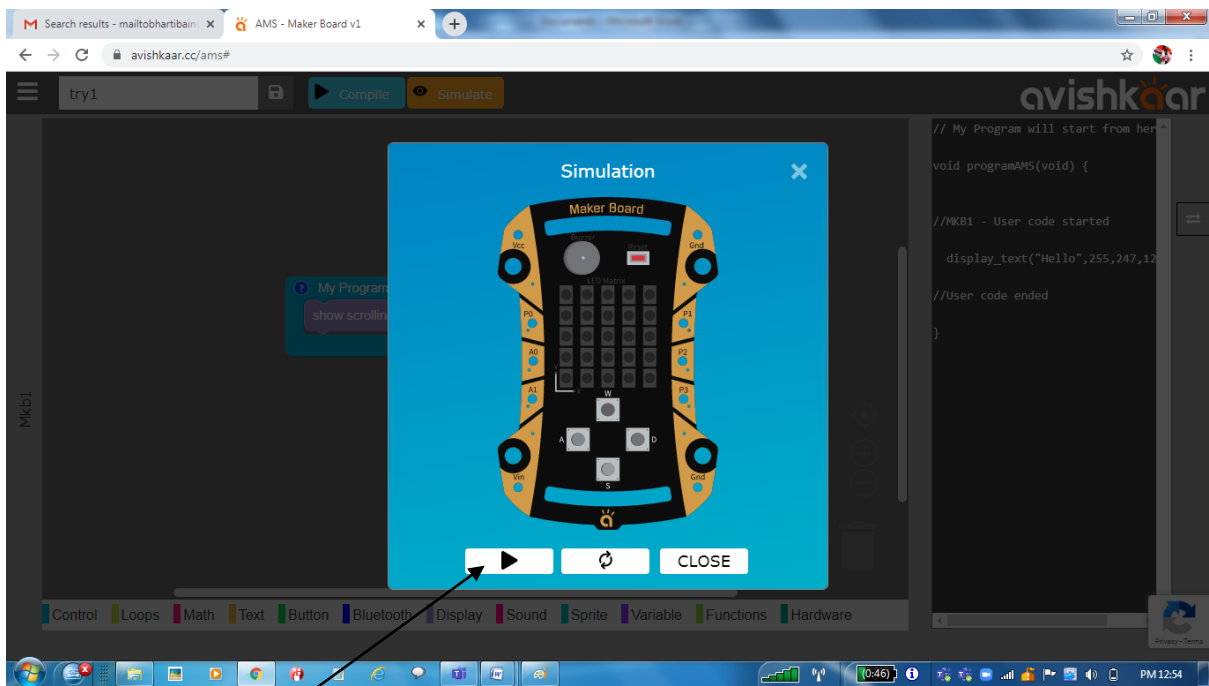 Search results - mailtobhartibain
AMS - Maker Board v1
avishkaar.cc/ams#
try1
Compile
Simulate
avishkaar
Simulation
Maker Board
Buzzer
Reset
Vcc
Gnd
LED Matrix
P0
P1
A0
P2
A1
P3
Y
X
W
A
D
S
Vin
Gnd
CLOSE
My Program
show scrollin
Mkb1
// My Program will start from her
void programAMS(void) {
//MKB1 - User code started
display_text("Hello",255,247,12
//User code ended
}
Control Loops Math Text Button Bluetooth Display Sound Sprite Variable Functions Hardware
Privacy - Terms
(0:46)
PM 12:54